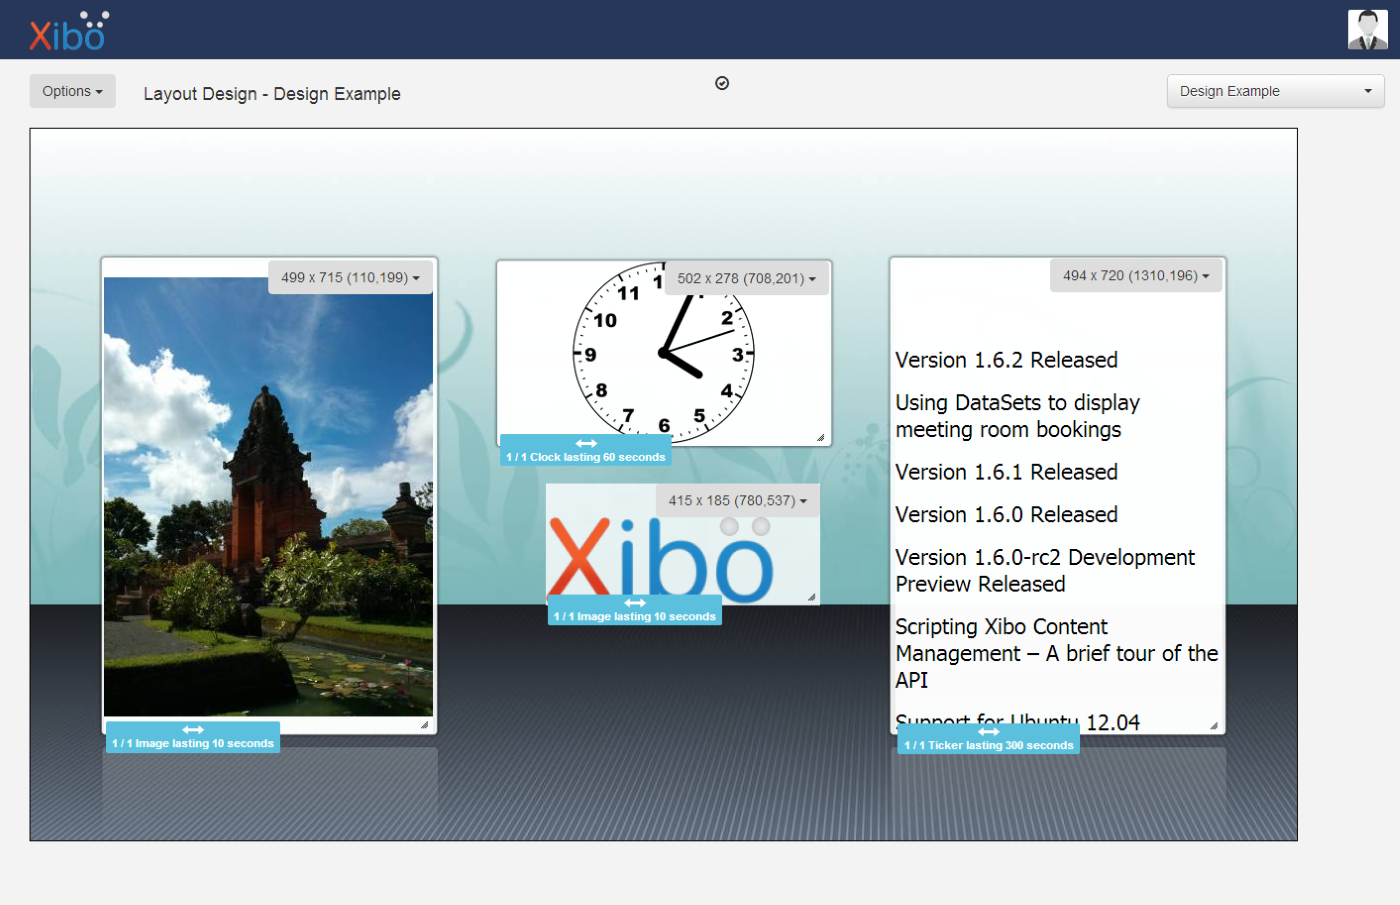 Xibo
Options
Layout Design - Design Example
Design Example
499 x 715 (110,199)
1 / 1 Image lasting 10 seconds
502 x 278 (708,201)
11
10
9
8
7
6
5
4
3
2
1 / 1 Clock lasting 60 seconds
415 x 185 (780,537)
Xibo
1 / 1 Image lasting 10 seconds
494 x 720 (1310,196)
Version 1.6.2 Released
Using DataSets to display
meeting room bookings
Version 1.6.1 Released
Version 1.6.0 Released
Version 1.6.0-rc2 Development
Preview Released
Scripting Xibo Content
Management – A brief tour of the
API
Support for Ubuntu 12.04
1 / 1 Ticker lasting 300 seconds